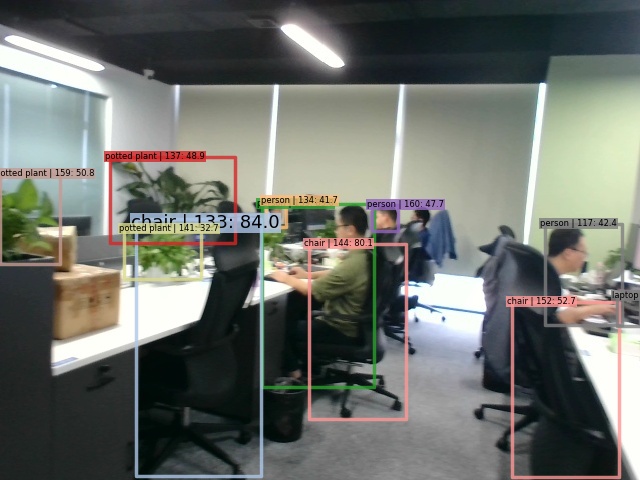 potted plant | 137: 48.9
otted plant | 159: 50.8
person | 134: 41.7
person | 160: 47.7
chair | 133: 84.0
potted plant | 141: 32.7
person | 117: 42.4
chair | 144: 80.1
laptop
chair | 152: 52.7